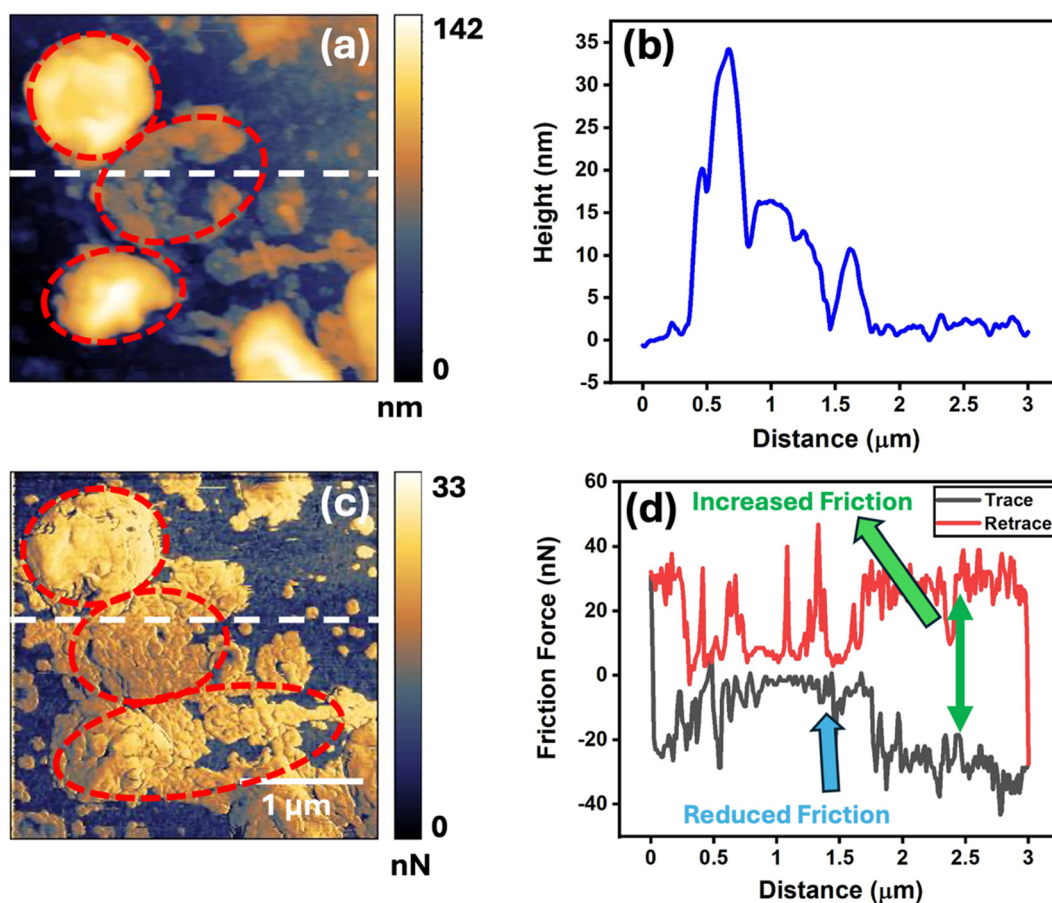 (a)
142
0
nm
(b)
Height (nm)
35
30
25
20
15
10
5
0
-5
0 0.5 1 1.5 2 2.5 3
Distance (μm)
(c)
33
0
nN
1 μm
(d)
Increased Friction
Trace
Retrace
Reduced Friction
Friction Force (nN)
60
40
20
0
-20
-40
0 0.5 1 1.5 2 2.5 3
Distance (μm)